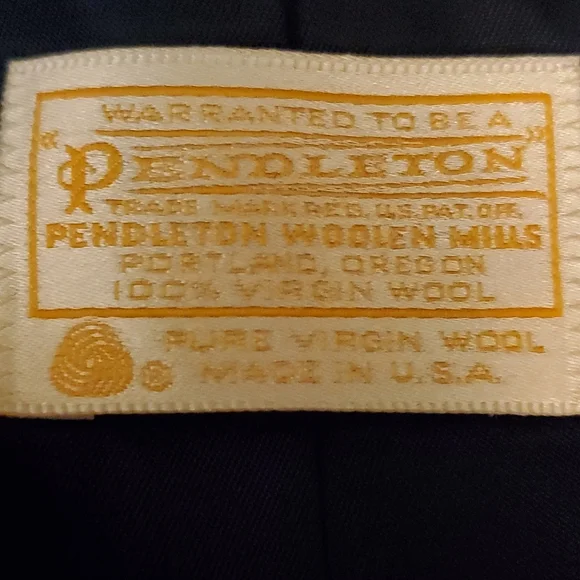 WARRANTED TO BE A
"PENDLETON"
TRADE MARK REG. U.S. PAT. OFF.
PENDLETON WOOLEN MILLS
PORTLAND, OREGON
100% VIRGIN WOOL
® PURE VIRGIN WOOL
MADE IN U.S.A.